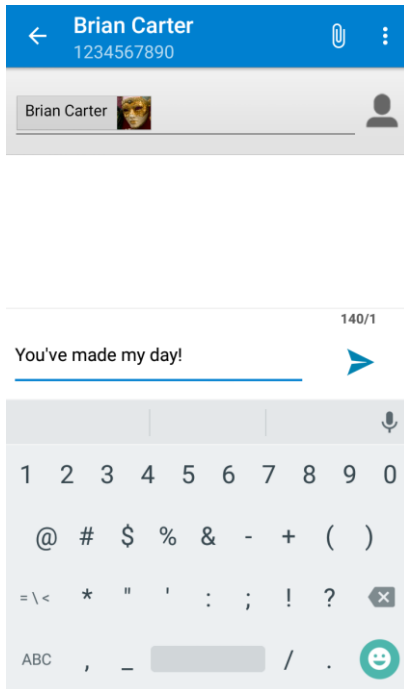 Brian Carter
1234567890
Brian Carter
140/1
You've made my day!
1 2 3 4 5 6 7 8 9 0
@ # $ % & - + ( )
= \ < * " ' : ; ! ?
ABC , _ / .